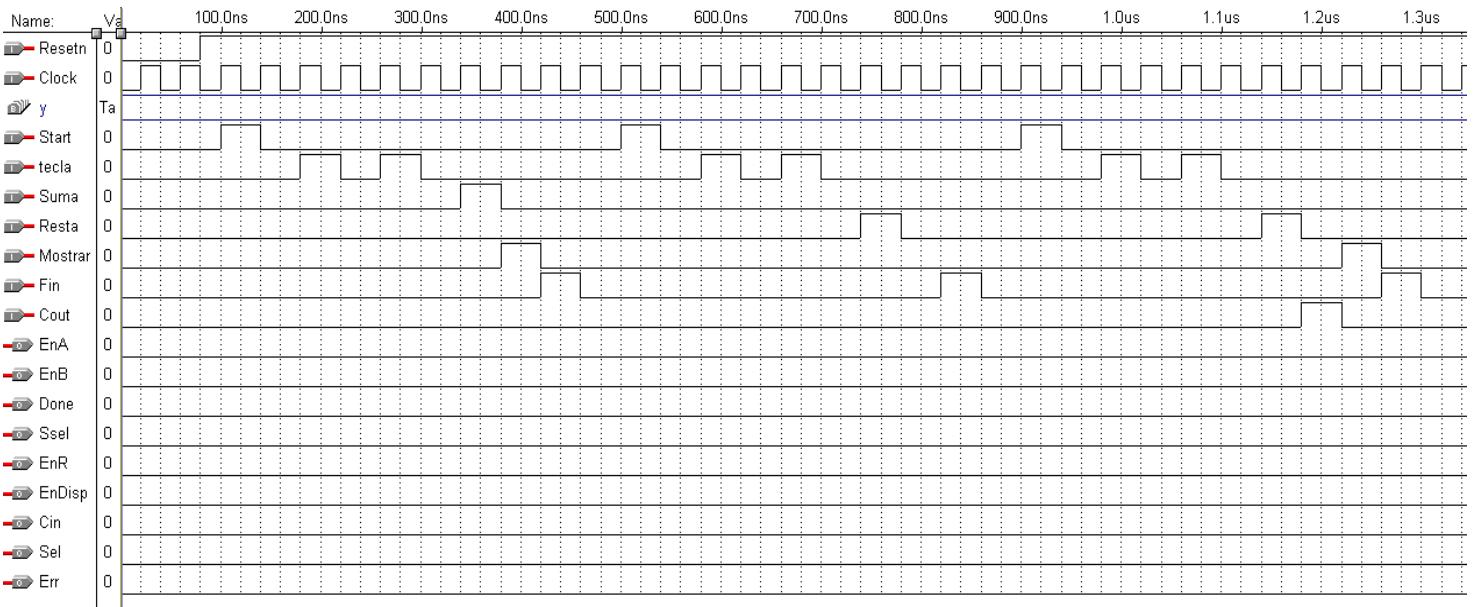 Name: Va 100.0ns 200.0ns 300.0ns 400.0ns 500.0ns 600.0ns 700.0ns 800.0ns 900.0ns 1.0us 1.1us 1.2us 1.3us
Resetn 0
Clock 0
y Ta
Start 0
tecla 0
Suma 0
Resta 0
Mostrar 0
Fin 0
Cout 0
EnA 0
EnB 0
Done 0
Ssel 0
EnR 0
EnDisp 0
Cin 0
Sel 0
Err 0